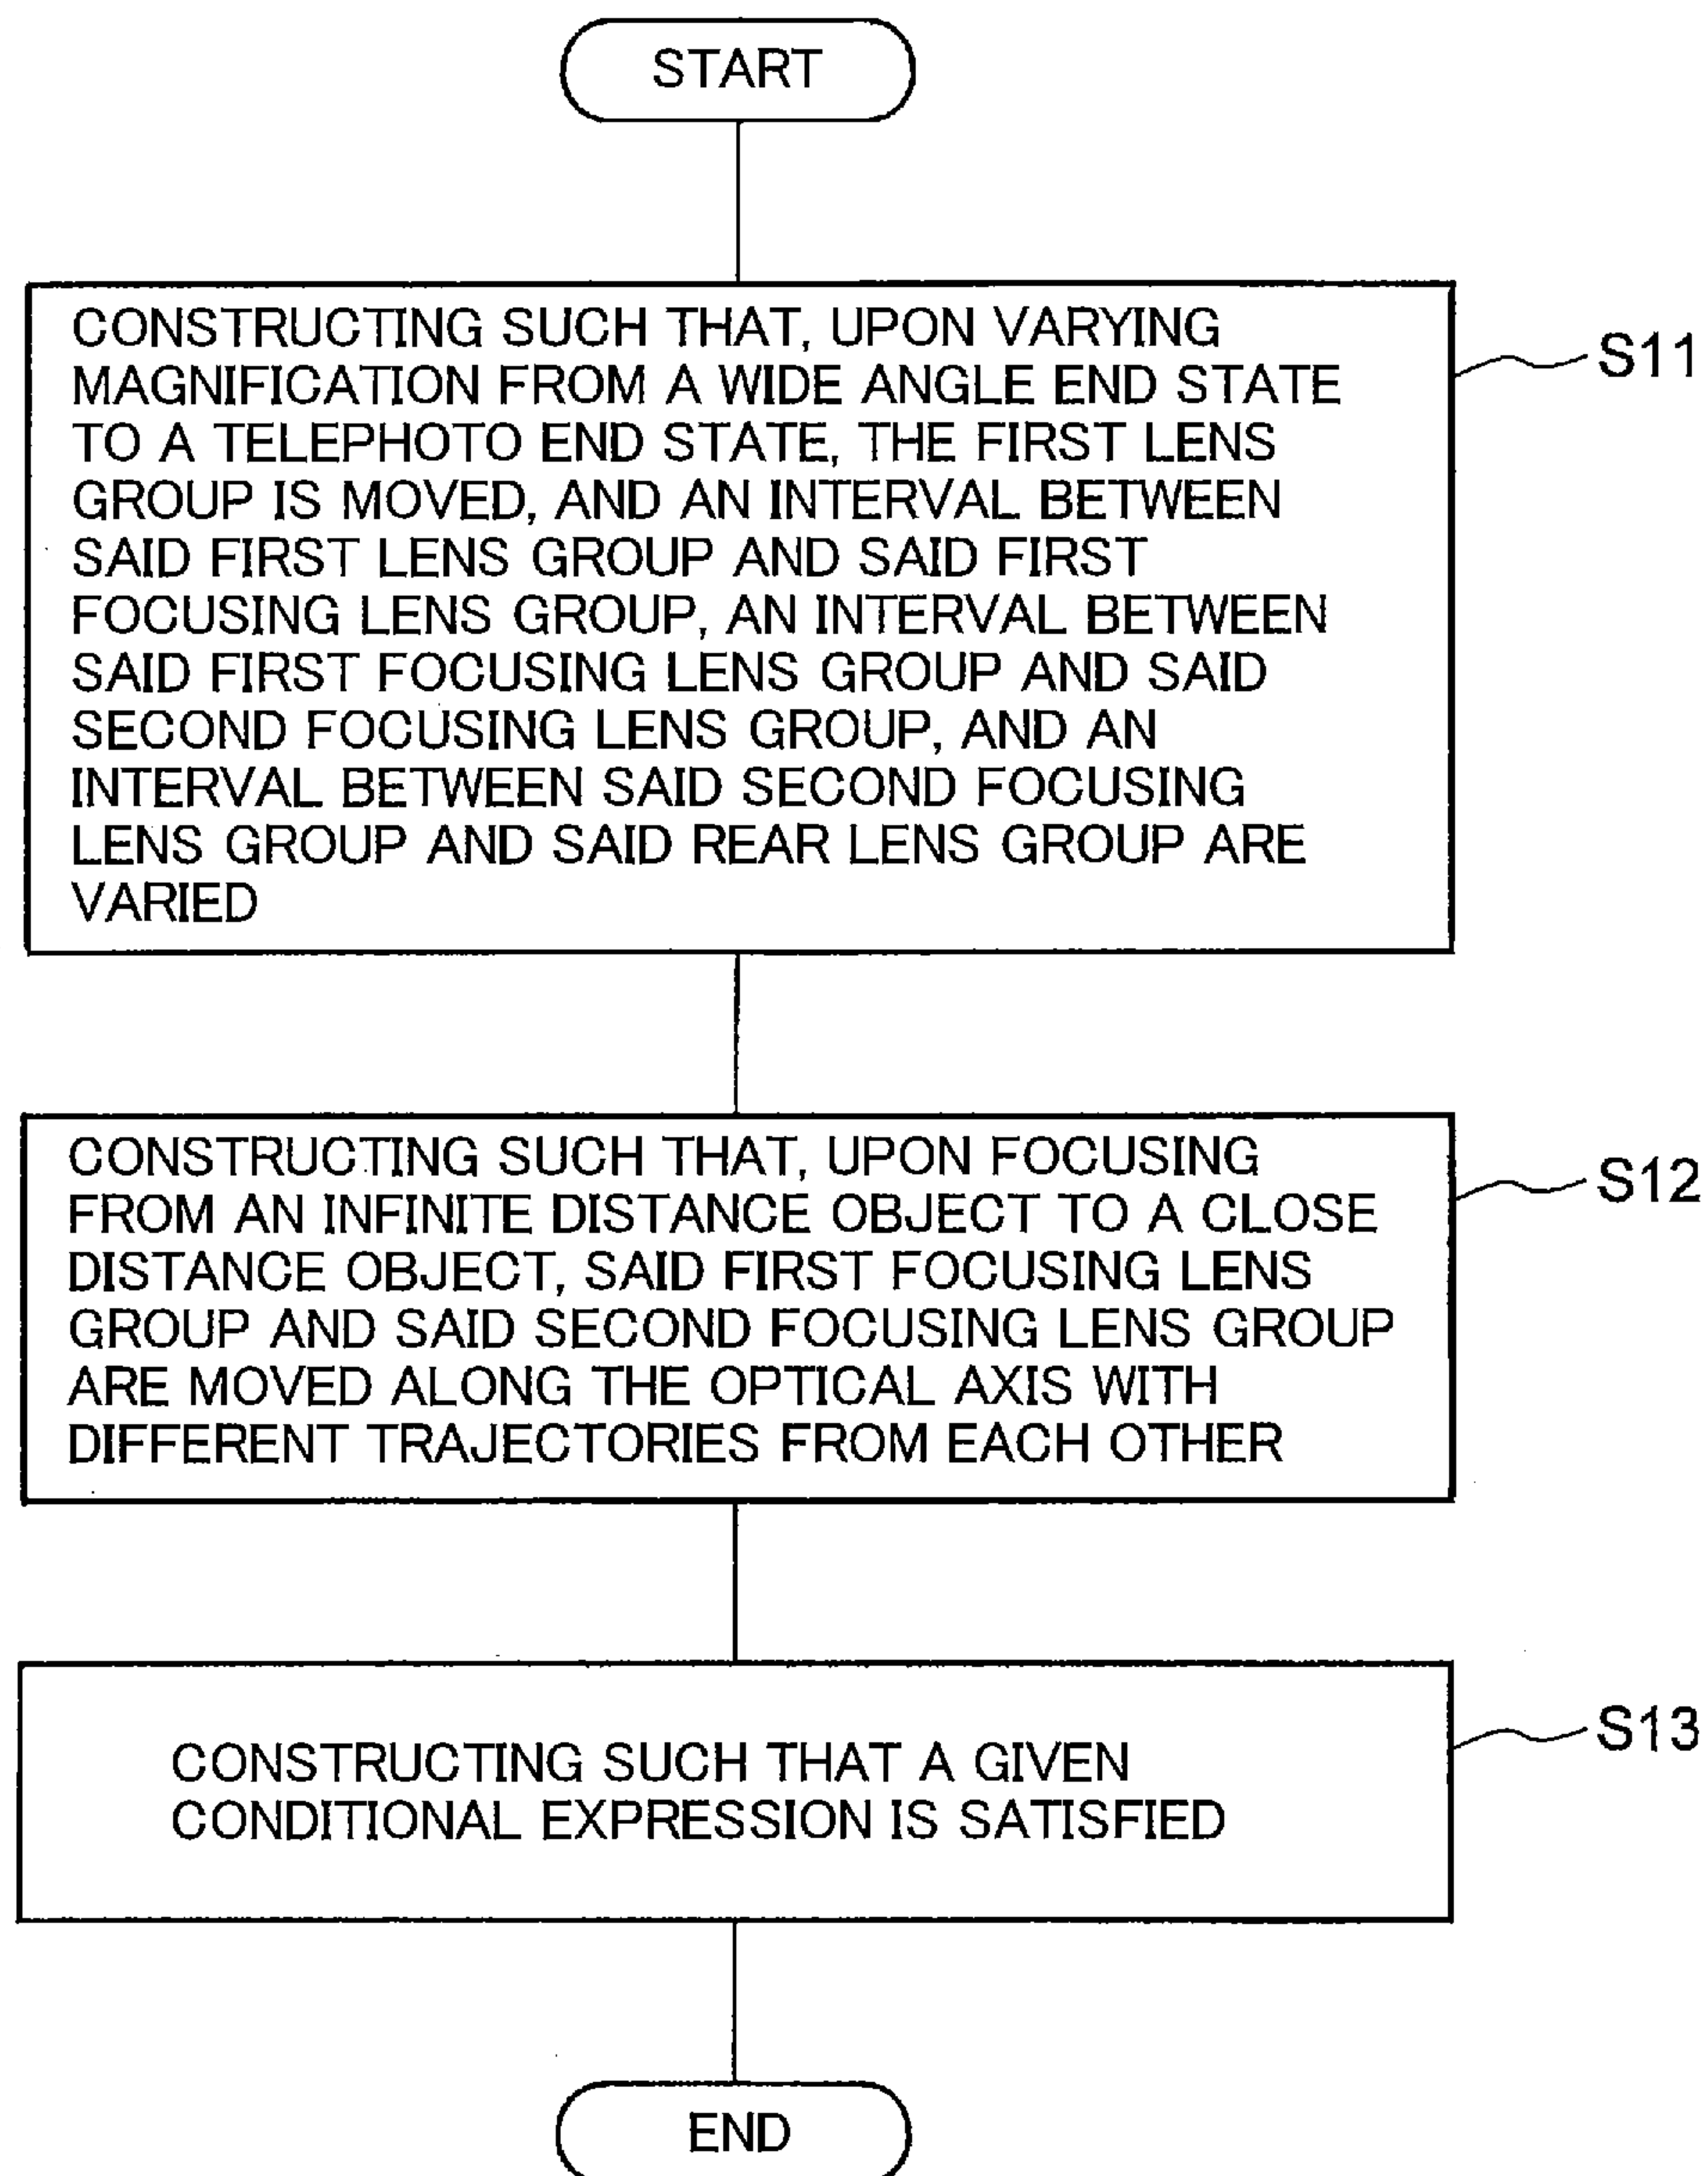 START
CONSTRUCTING SUCH THAT, UPON VARYING
MAGNIFICATION FROM A WIDE ANGLE END STATE
TO A TELEPHOTO END STATE, THE FIRST LENS
GROUP IS MOVED, AND AN INTERVAL BETWEEN
SAID FIRST LENS GROUP AND SAID FIRST
FOCUSING LENS GROUP, AN INTERVAL BETWEEN
SAID FIRST FOCUSING LENS GROUP AND SAID
SECOND FOCUSING LENS GROUP, AND AN
INTERVAL BETWEEN SAID SECOND FOCUSING
LENS GROUP AND SAID REAR LENS GROUP ARE
VARIED
S11
CONSTRUCTING SUCH THAT, UPON FOCUSING
FROM AN INFINITE DISTANCE OBJECT TO A CLOSE
DISTANCE OBJECT, SAID FIRST FOCUSING LENS
GROUP AND SAID SECOND FOCUSING LENS GROUP
ARE MOVED ALONG THE OPTICAL AXIS WITH
DIFFERENT TRAJECTORIES FROM EACH OTHER
S12
CONSTRUCTING SUCH THAT A GIVEN
CONDITIONAL EXPRESSION IS SATISFIED
S13
END